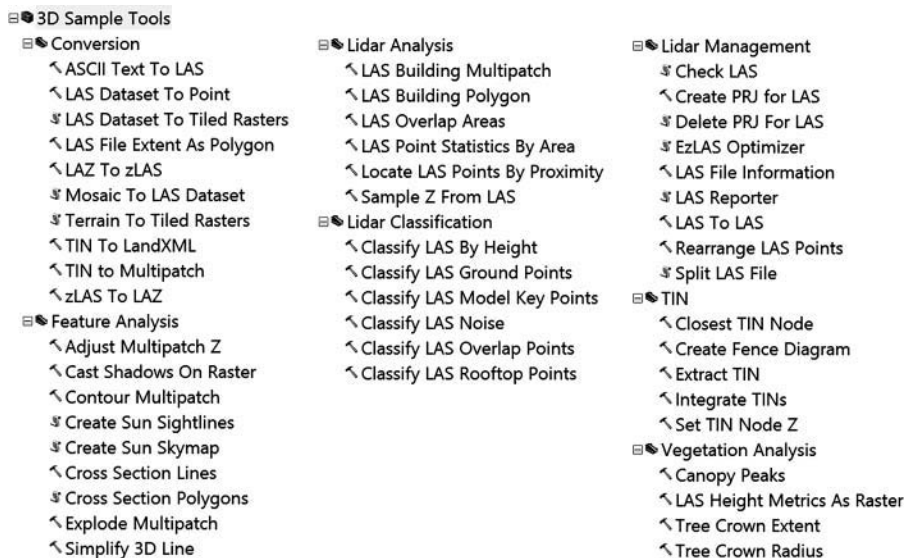 3D Sample Tools
Conversion
ASCII Text To LAS
LAS Dataset To Point
LAS Dataset To Tiled Rasters
LAS File Extent As Polygon
LAZ To zLAS
Mosaic To LAS Dataset
Terrain To Tiled Rasters
TIN To LandXML
TIN to Multipatch
zLAS To LAZ
Feature Analysis
Adjust Multipatch Z
Cast Shadows On Raster
Contour Multipatch
Create Sun Sightlines
Create Sun Skymap
Cross Section Lines
Cross Section Polygons
Explode Multipatch
Simplify 3D Line
Lidar Analysis
LAS Building Multipatch
LAS Building Polygon
LAS Overlap Areas
LAS Point Statistics By Area
Locate LAS Points By Proximity
Sample Z From LAS
Lidar Classification
Classify LAS By Height
Classify LAS Ground Points
Classify LAS Model Key Points
Classify LAS Noise
Classify LAS Overlap Points
Classify LAS Rooftop Points
Lidar Management
Check LAS
Create PRJ for LAS
Delete PRJ For LAS
EzLAS Optimizer
LAS File Information
LAS Reporter
LAS To LAS
Rearrange LAS Points
Split LAS File
TIN
Closest TIN Node
Create Fence Diagram
Extract TIN
Integrate TINs
Set TIN Node Z
Vegetation Analysis
Canopy Peaks
LAS Height Metrics As Raster
Tree Crown Extent
Tree Crown Radius